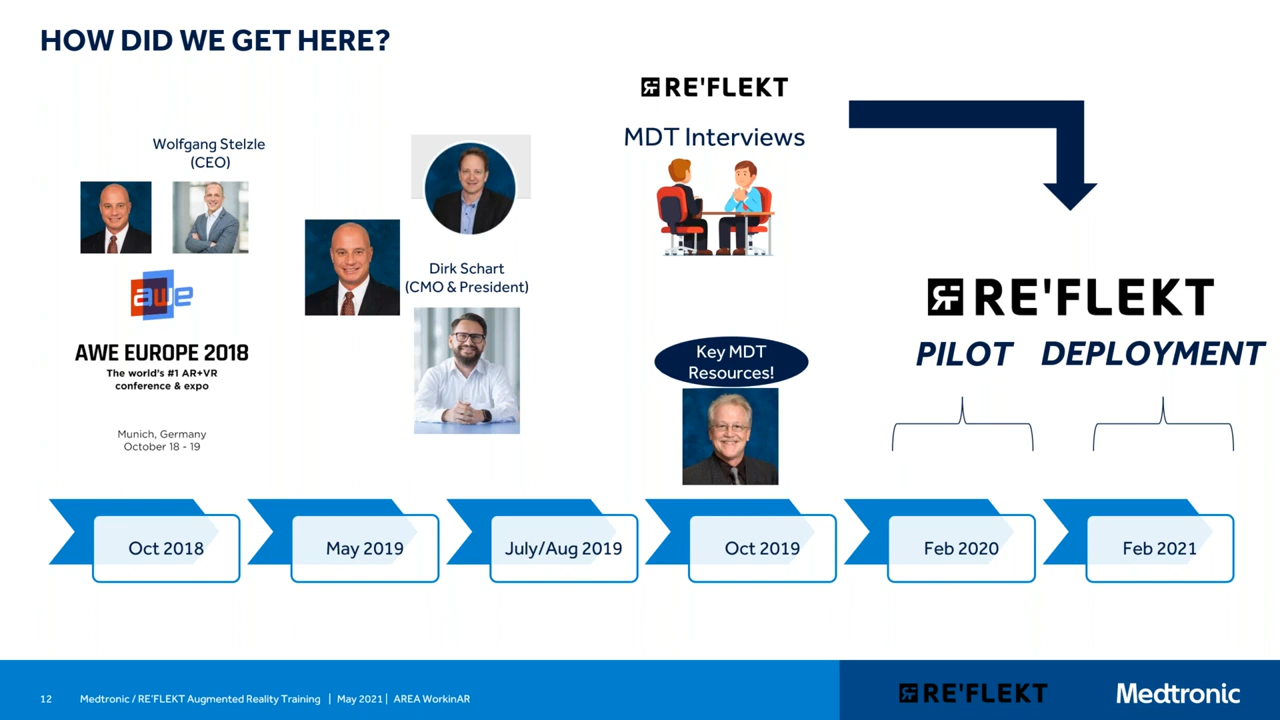 HOW DID WE GET HERE?
Wolfgang Stelzle
(CEO)
awe
AWE EUROPE 2018
The world's #1 AR+VR
conference & expo
Munich, Germany
October 18 - 19
Dirk Schart
(CMO & President)
RE'FLEKT
MDT Interviews
Key MDT
Resources!
RE'FLEKT
PILOT DEPLOYMENT
Oct 2018
May 2019
July/Aug 2019
Oct 2019
Feb 2020
Feb 2021
12 Medtronic / RE'FLEKT Augmented Reality Training | May 2021 | AREA WorkinAR
RE'FLEKT
Medtronic